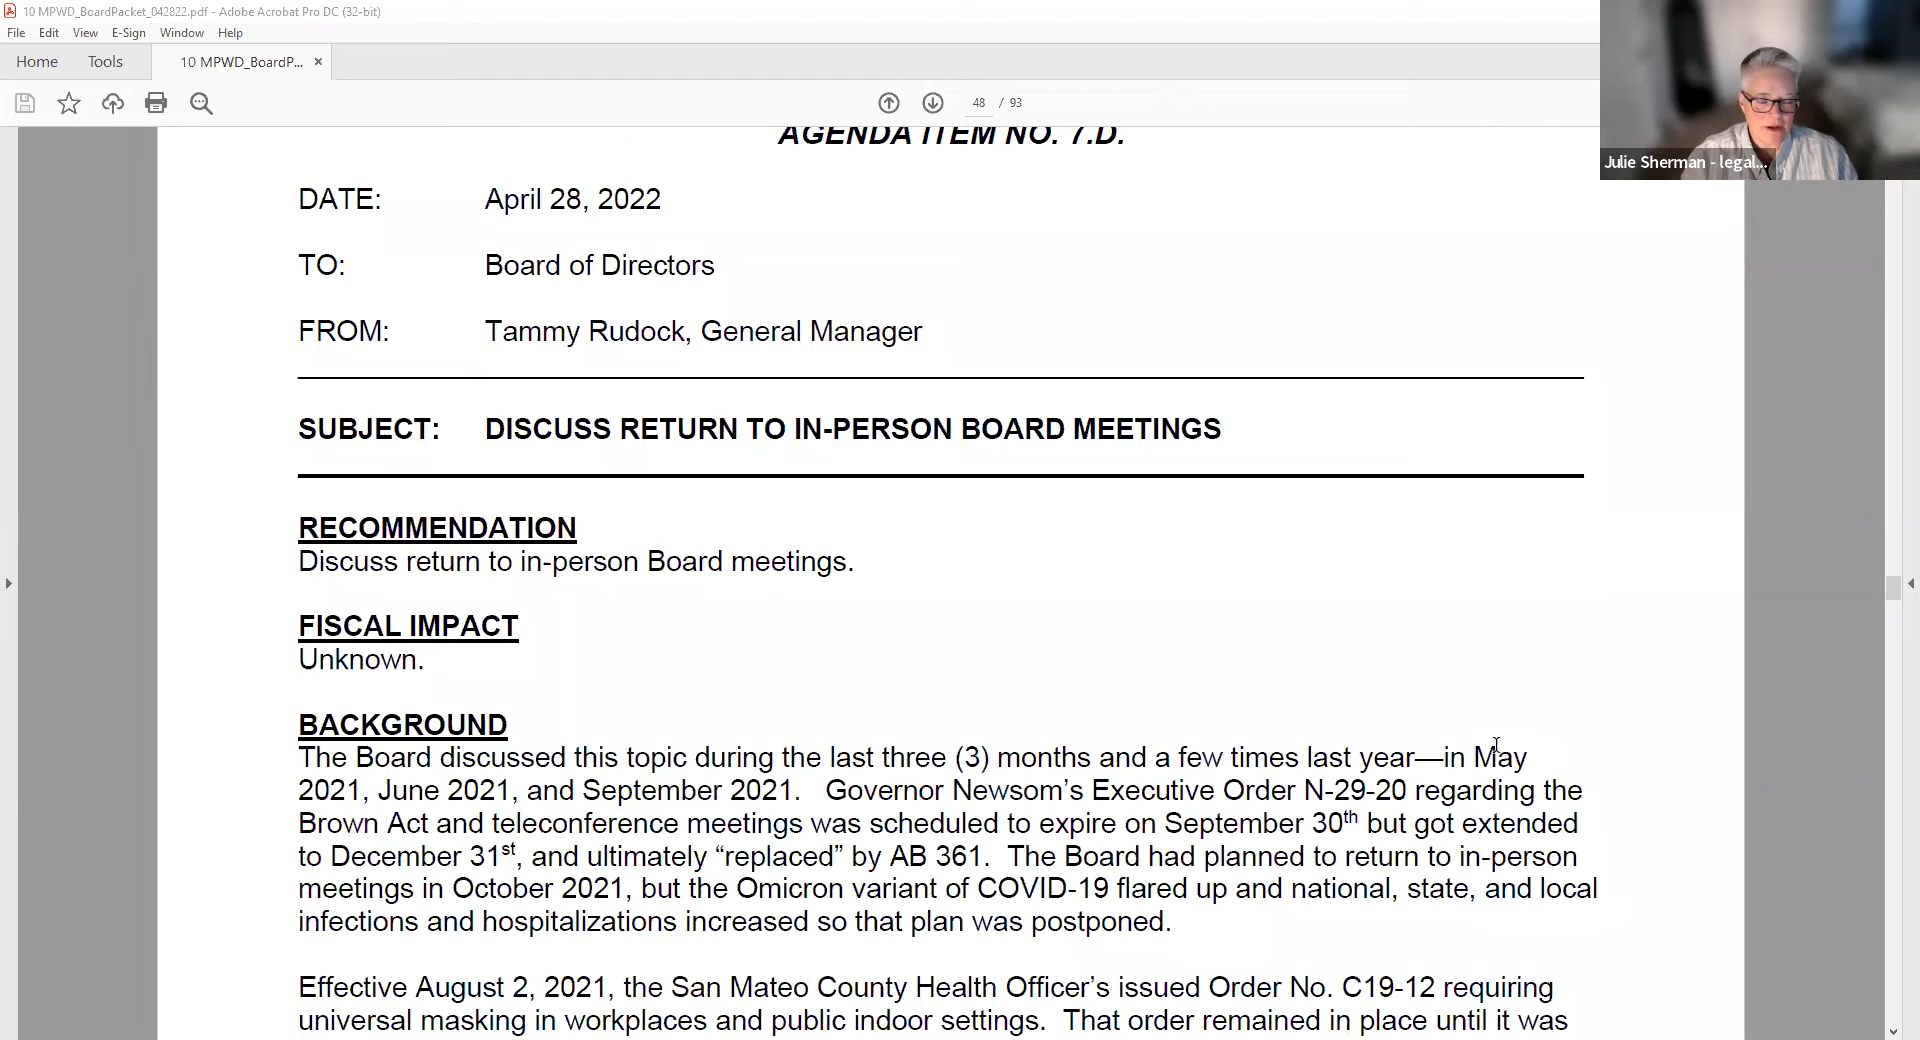 10 MPWD_BoardPacket_042822.pdf - Adobe Acrobat Pro DC (32-bit)
File Edit View E-Sign Window Help
Home Tools 10 MPWD_BoardP... ×
48 / 93
Julie Sherman - legal...
AGENDA ITEM NO. 7.D.
DATE: April 28, 2022
TO: Board of Directors
FROM: Tammy Rudock, General Manager
SUBJECT: DISCUSS RETURN TO IN-PERSON BOARD MEETINGS
RECOMMENDATION
Discuss return to in-person Board meetings.
FISCAL IMPACT
Unknown.
BACKGROUND
The Board discussed this topic during the last three (3) months and a few times last year—in May
2021, June 2021, and September 2021. Governor Newsom’s Executive Order N-29-20 regarding the
Brown Act and teleconference meetings was scheduled to expire on September 30th but got extended
to December 31st, and ultimately “replaced” by AB 361. The Board had planned to return to in-person
meetings in October 2021, but the Omicron variant of COVID-19 flared up and national, state, and local
infections and hospitalizations increased so that plan was postponed.
Effective August 2, 2021, the San Mateo County Health Officer’s issued Order No. C19-12 requiring
universal masking in workplaces and public indoor settings. That order remained in place until it was